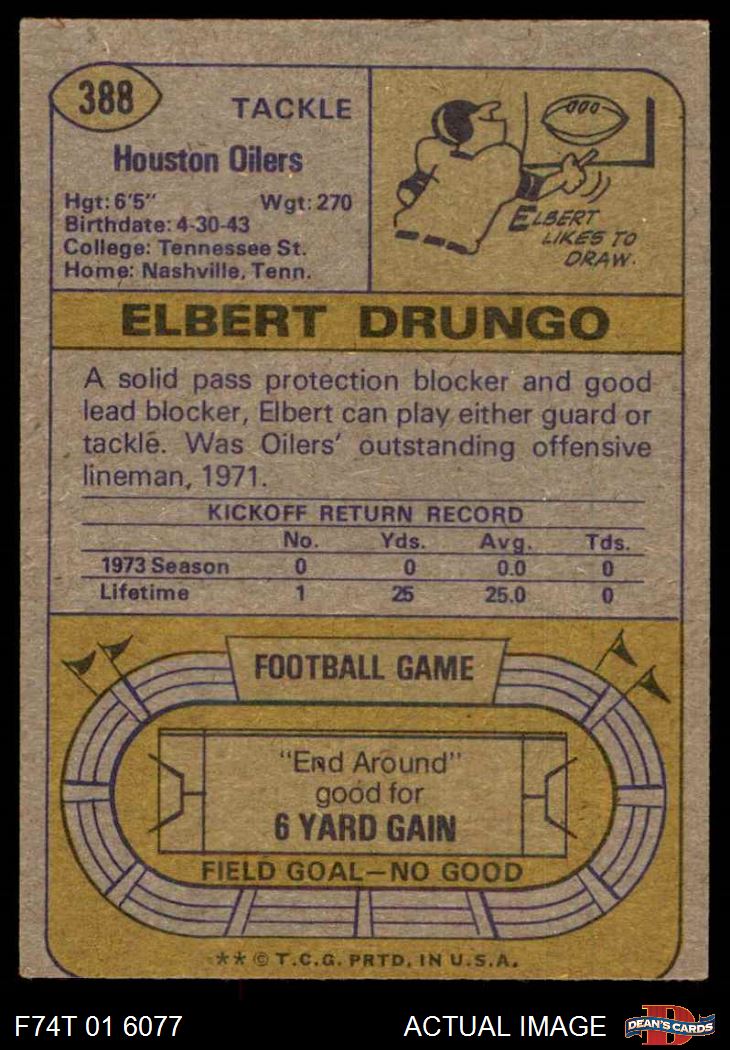 388
TACKLE
Houston Oilers
Hgt: 6'5" Wgt: 270
Birthdate: 4-30-43
College: Tennessee St.
Home: Nashville, Tenn.
ELBERT
LIKES TO
DRAW.
ELBERT DRUNGO
A solid pass protection blocker and good
lead blocker, Elbert can play either guard or
tackle. Was Oilers' outstanding offensive
lineman, 1971.
KICKOFF RETURN RECORD
No. Yds. Avg. Tds.
1973 Season 0 0 0.0 0
Lifetime 1 25 25.0 0
FOOTBALL GAME
"End Around"
good for
6 YARD GAIN
FIELD GOAL—NO GOOD
** © T.C.G. PRTD. IN U.S.A.
F74T 01 6077 ACTUAL IMAGE
D
DEAN'S CARDS